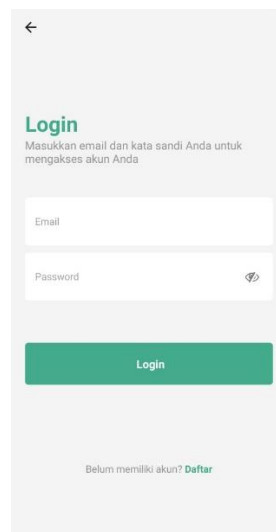 Login
Masukkan email dan kata sandi Anda untuk
mengakses akun Anda
Email
Password
Login
Belum memiliki akun? Daftar